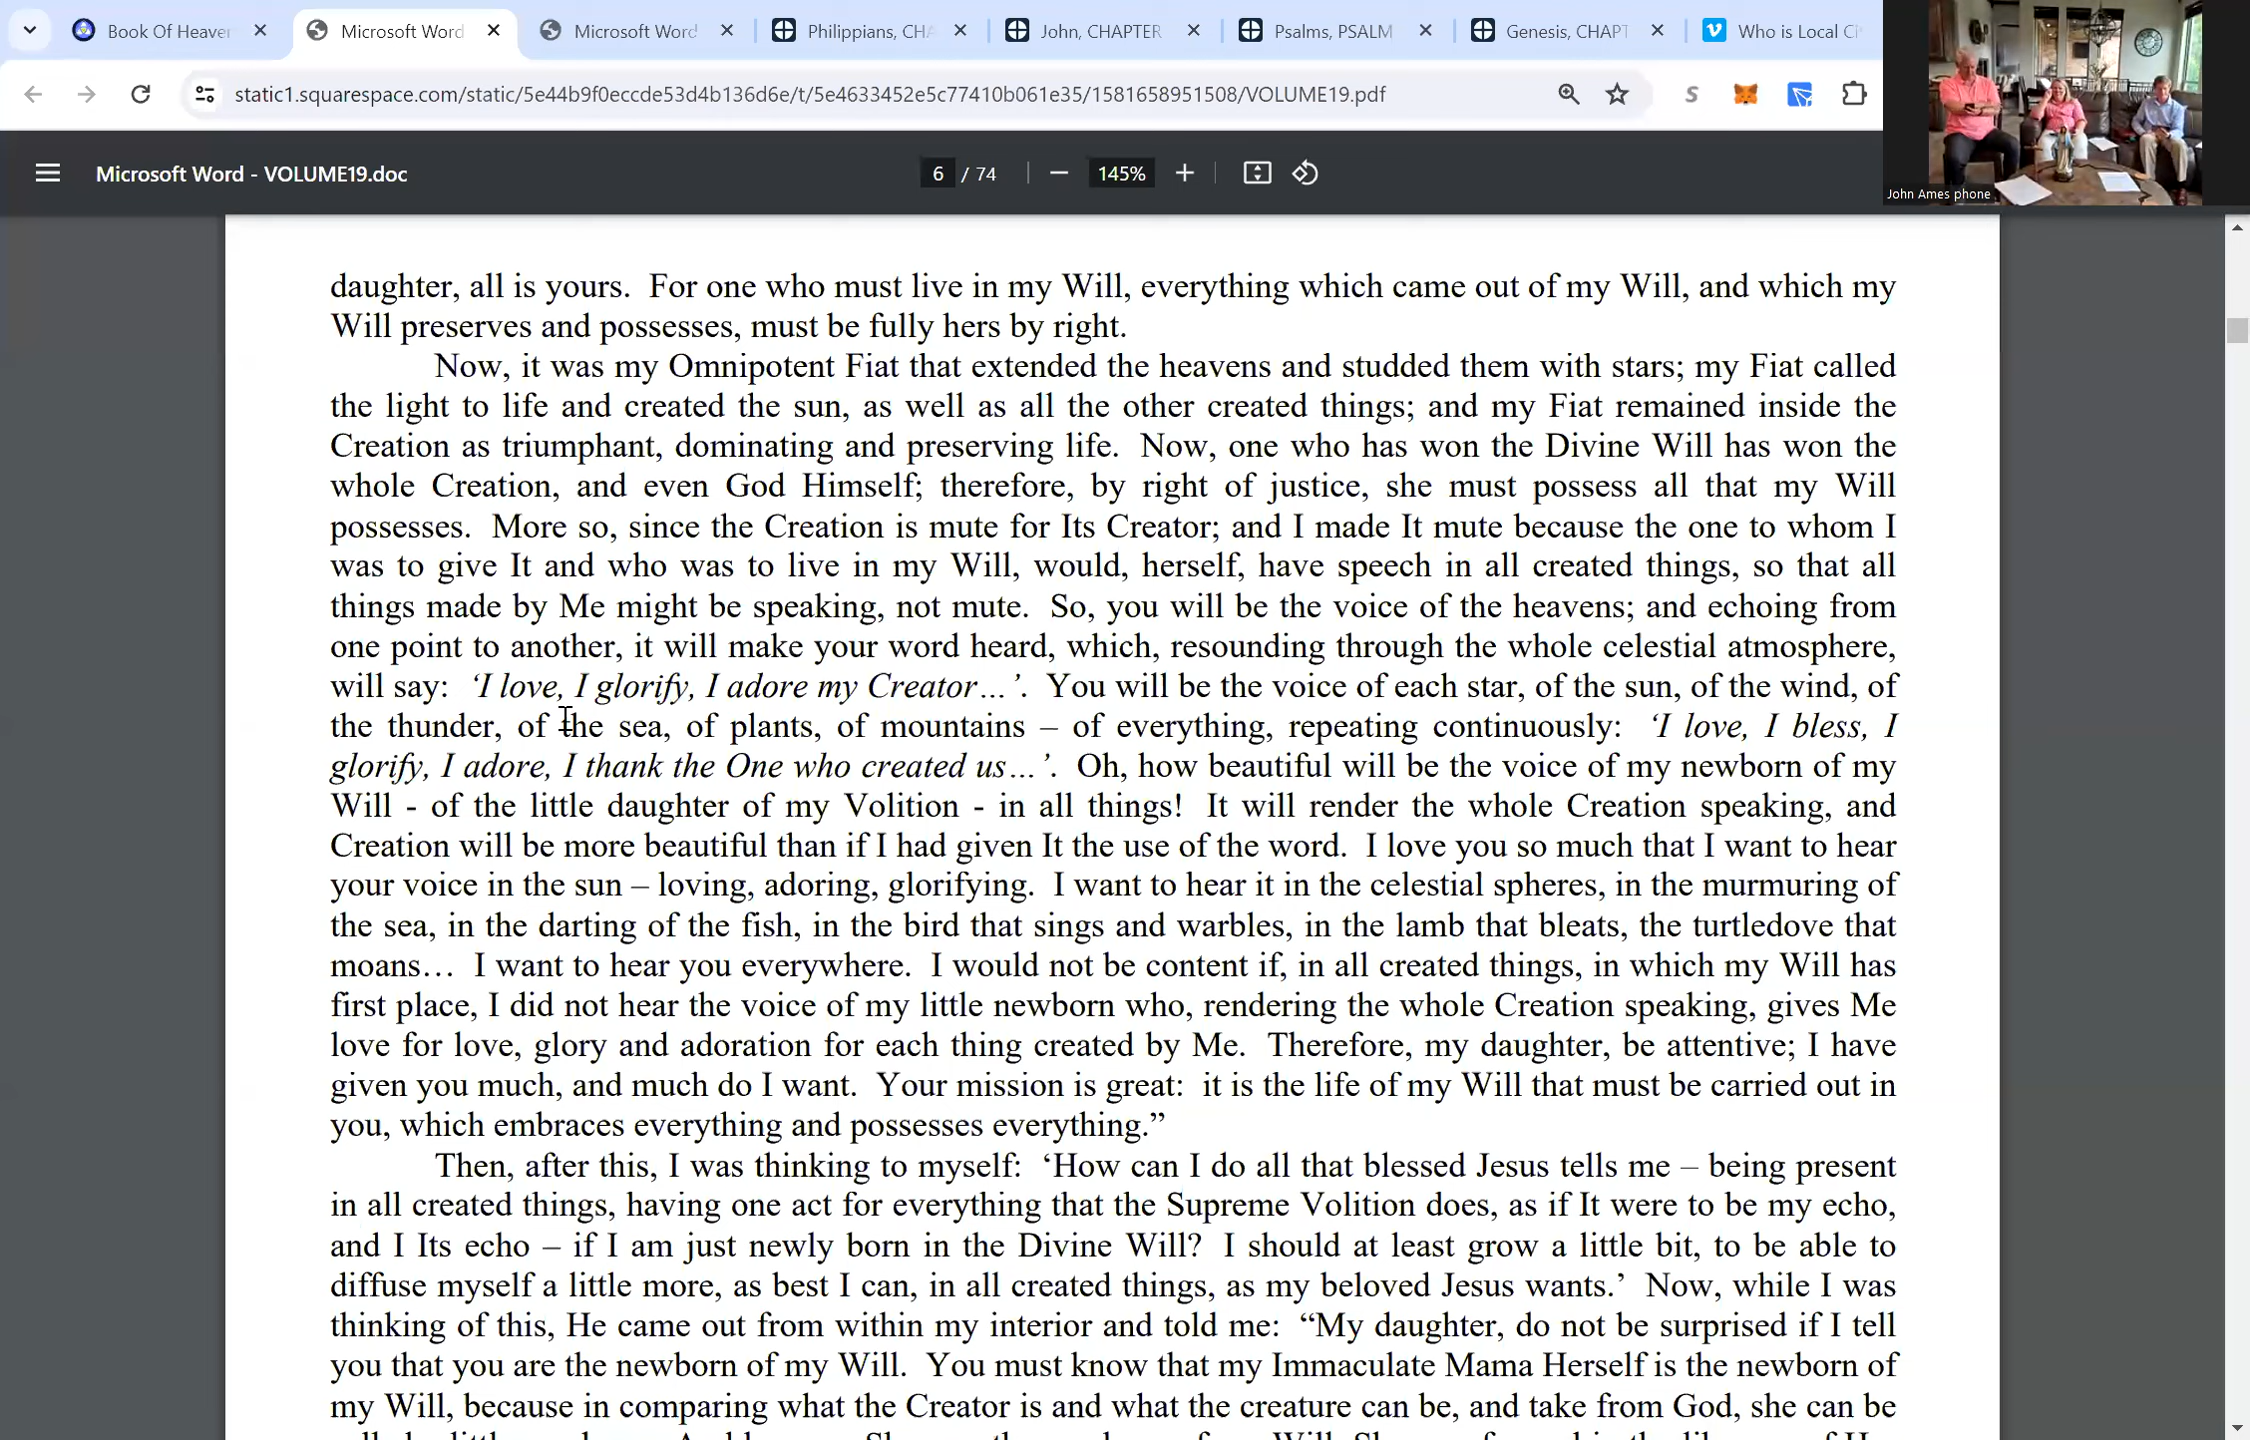 Book Of Heaven
Microsoft Word
Microsoft Word
Philippians, CHA
John, CHAPTER
Psalms, PSALM
Genesis, CHAPT
Who is Local Ci
static1.squarespace.com/static/5e44b9f0eccde53d4b136d6e/t/5e4633452e5c77410b061e35/1581658951508/VOLUME19.pdf
Microsoft Word - VOLUME19.doc
6 / 74
145%
John Ames phone
daughter, all is yours. For one who must live in my Will, everything which came out of my Will, and which my
Will preserves and possesses, must be fully hers by right.
Now, it was my Omnipotent Fiat that extended the heavens and studded them with stars; my Fiat called
the light to life and created the sun, as well as all the other created things; and my Fiat remained inside the
Creation as triumphant, dominating and preserving life. Now, one who has won the Divine Will has won the
whole Creation, and even God Himself; therefore, by right of justice, she must possess all that my Will
possesses. More so, since the Creation is mute for Its Creator; and I made It mute because the one to whom I
was to give It and who was to live in my Will, would, herself, have speech in all created things, so that all
things made by Me might be speaking, not mute. So, you will be the voice of the heavens; and echoing from
one point to another, it will make your word heard, which, resounding through the whole celestial atmosphere,
will say: ‘I love, I glorify, I adore my Creator…’. You will be the voice of each star, of the sun, of the wind, of
the thunder, of the sea, of plants, of mountains – of everything, repeating continuously: ‘I love, I bless, I
glorify, I adore, I thank the One who created us…’. Oh, how beautiful will be the voice of my newborn of my
Will - of the little daughter of my Volition - in all things! It will render the whole Creation speaking, and
Creation will be more beautiful than if I had given It the use of the word. I love you so much that I want to hear
your voice in the sun – loving, adoring, glorifying. I want to hear it in the celestial spheres, in the murmuring of
the sea, in the darting of the fish, in the bird that sings and warbles, in the lamb that bleats, the turtledove that
moans… I want to hear you everywhere. I would not be content if, in all created things, in which my Will has
first place, I did not hear the voice of my little newborn who, rendering the whole Creation speaking, gives Me
love for love, glory and adoration for each thing created by Me. Therefore, my daughter, be attentive; I have
given you much, and much do I want. Your mission is great: it is the life of my Will that must be carried out in
you, which embraces everything and possesses everything.”
Then, after this, I was thinking to myself: ‘How can I do all that blessed Jesus tells me – being present
in all created things, having one act for everything that the Supreme Volition does, as if It were to be my echo,
and I Its echo – if I am just newly born in the Divine Will? I should at least grow a little bit, to be able to
diffuse myself a little more, as best I can, in all created things, as my beloved Jesus wants.’ Now, while I was
thinking of this, He came out from within my interior and told me: “My daughter, do not be surprised if I tell
you that you are the newborn of my Will. You must know that my Immaculate Mama Herself is the newborn of
my Will, because in comparing what the Creator is and what the creature can be, and take from God, she can be